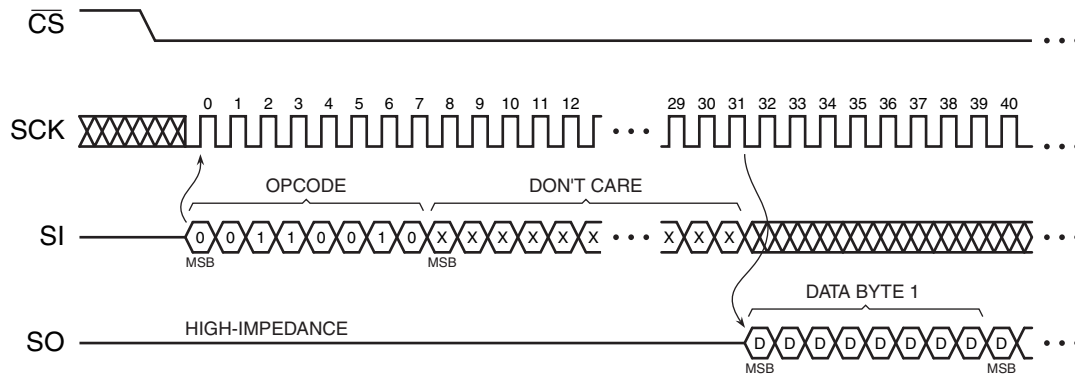 CS
0 1 2 3 4 5 6 7 8 9 10 11 12 29 30 31 32 33 34 35 36 37 38 39 40
SCK
OPCODE DON'T CARE
SI 0 0 1 1 0 0 1 0 X X X X X X X X X
MSB MSB
DATA BYTE 1
HIGH-IMPEDANCE
SO D D D D D D D D D
MSB MSB